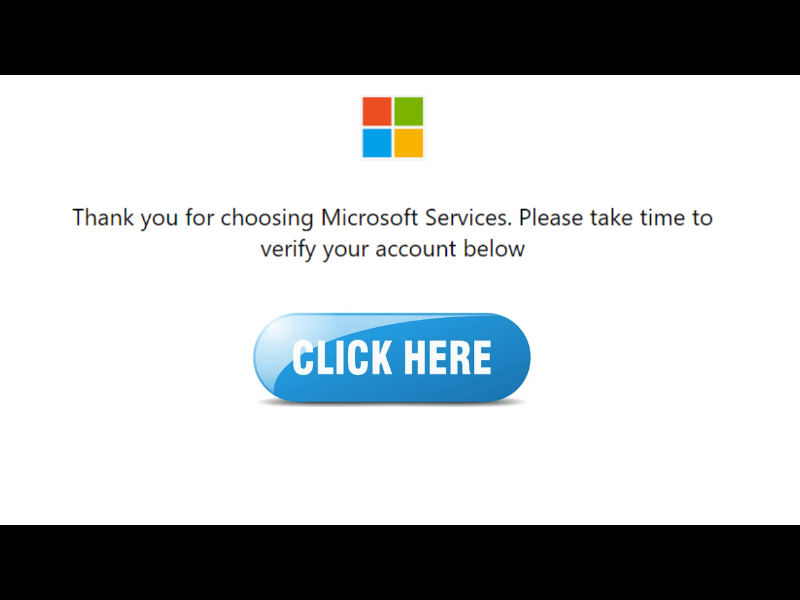 Thank you for choosing Microsoft Services. Please take time to
verify your account below
CLICK HERE